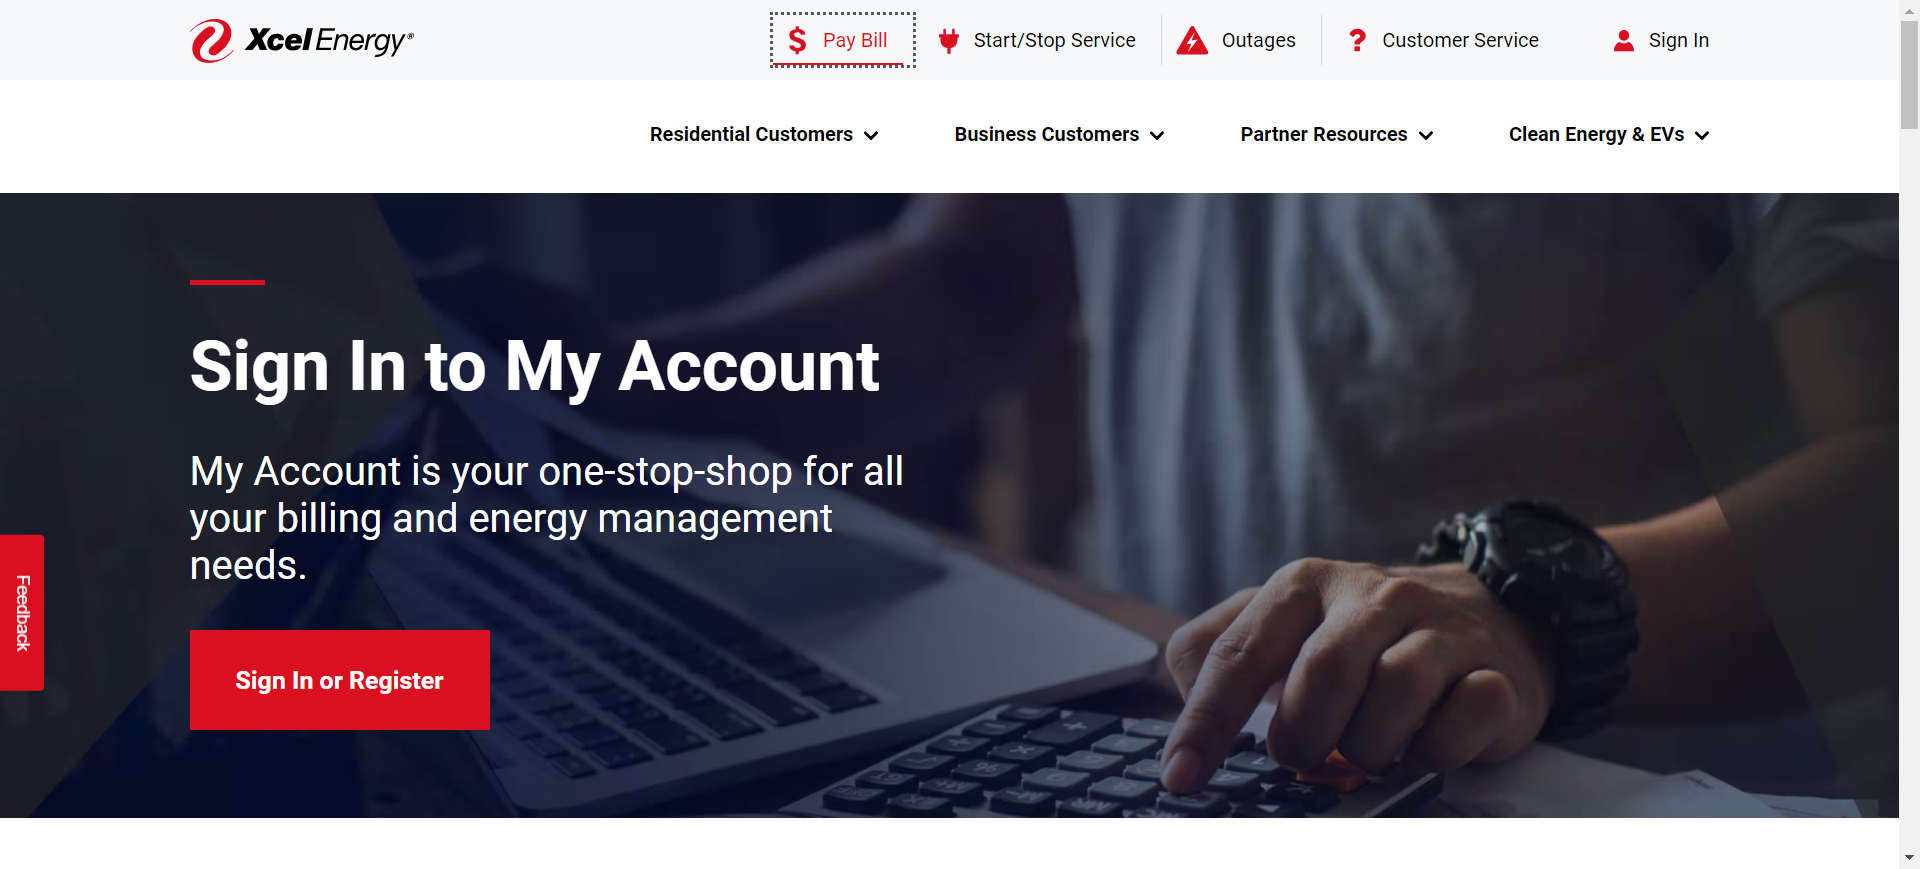 Xcel Energy®
Pay Bill
Start/Stop Service
Outages
Customer Service
Sign In
Residential Customers
Business Customers
Partner Resources
Clean Energy & EVs
Sign In to My Account
My Account is your one-stop-shop for all
your billing and energy management
needs.
Sign In or Register
Feedback